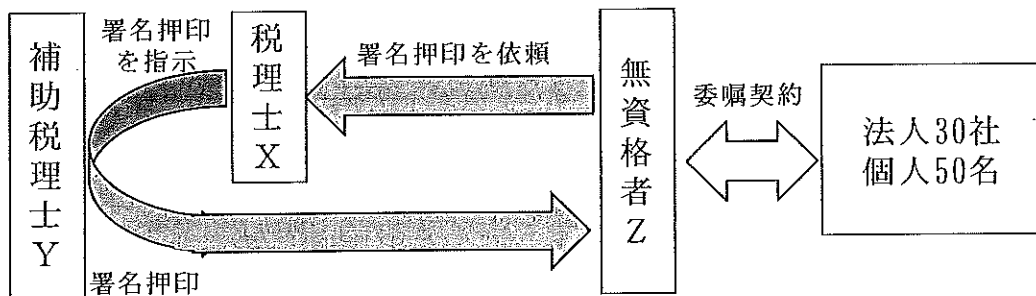 補助税理士Y
署名押印
を指示
税理士X
署名押印を依頼
無資格者Z
委嘱契約
法人30社
個人50名
署名押印